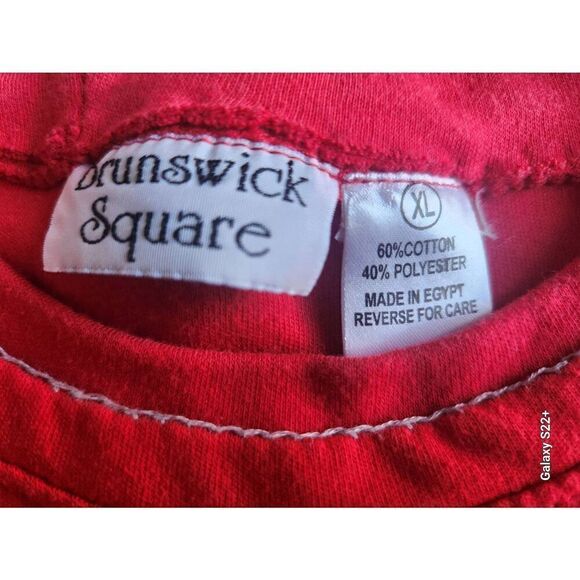 Brunswick
Square
XL
60%COTTON
40% POLYESTER
MADE IN EGYPT
REVERSE FOR CARE
Galaxy S22+